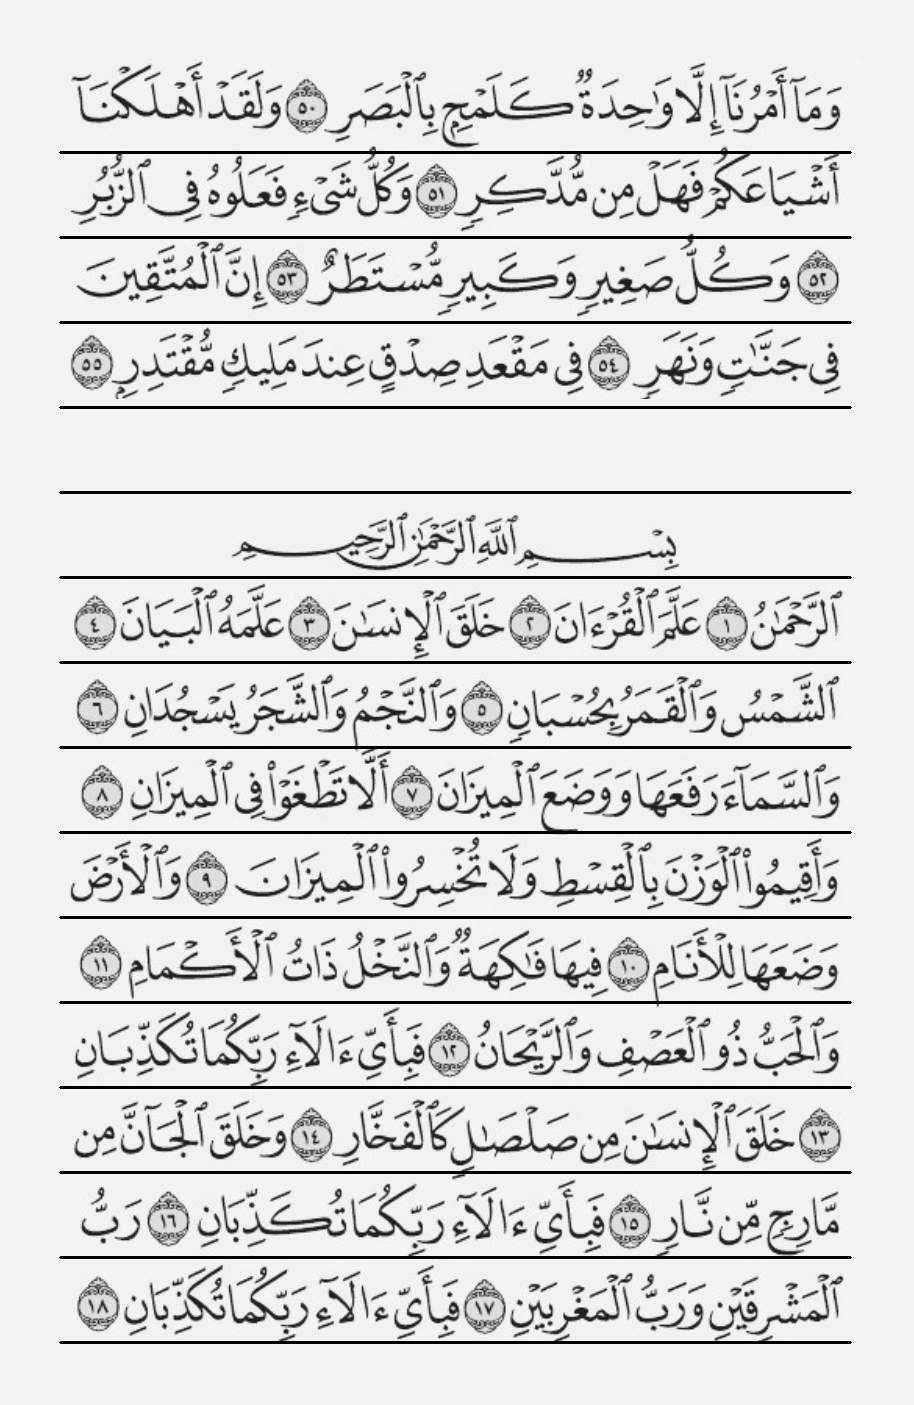 وَمَآ أَمْرُنَآ إِلَّا وَٰحِدَةٌ كَلَمْحٍۭ بِٱلْبَصَرِ ٥٠ وَلَقَدْ أَهْلَكْنَآ
أَشْيَاعَكُمْ فَهَلْ مِن مُّدَّكِرٍ ٥١ وَكُلُّ شَىْءٍ فَعَلُوهُ فِى ٱلزُّبُرِ
٥٢ وَكُلُّ صَغِيرٍ وَكَبِيرٍ مُّسْتَطَرٌ ٥٣ إِنَّ ٱلْمُتَّقِينَ
فِى جَنَّٰتٍ وَنَهَرٍ ٥٤ فِى مَقْعَدِ صِدْقٍ عِندَ مَلِيكٍ مُّقْتَدِرٍۭ ٥٥
بِسْمِ ٱللَّهِ ٱلرَّحْمَٰنِ ٱلرَّحِيمِ
ٱلرَّحْمَٰنُ ١ عَلَّمَ ٱلْقُرْءَانَ ٢ خَلَقَ ٱلْإِنسَٰنَ ٣ عَلَّمَهُ ٱلْبَيَانَ ٤
ٱلشَّمْسُ وَٱلْقَمَرُ بِحُسْبَانٍ ٥ وَٱلنَّجْمُ وَٱلشَّجَرُ يَسْجُدَانِ ٦
وَٱلسَّمَآءَ رَفَعَهَا وَوَضَعَ ٱلْمِيزَانَ ٧ أَلَّا تَطْغَوْا۟ فِى ٱلْمِيزَانِ ٨
وَأَقِيمُوا۟ ٱلْوَزْنَ بِٱلْقِسْطِ وَلَا تُخْسِرُوا۟ ٱلْمِيزَانَ ٩ وَٱلْأَرْضَ
وَضَعَهَا لِلْأَنَامِ ١٠ فِيهَا فَٰكِهَةٌ وَٱلنَّخْلُ ذَاتُ ٱلْأَكْمَامِ ١١
وَٱلْحَبُّ ذُو ٱلْعَصْفِ وَٱلرَّيْحَانُ ١٢ فَبِأَىِّ ءَالَآءِ رَبِّكُمَا تُكَذِّبَانِ
١٣ خَلَقَ ٱلْإِنسَٰنَ مِن صَلْصَٰلٍ كَٱلْفَخَّارِ ١٤ وَخَلَقَ ٱلْجَآنَّ مِن
مَّارِجٍ مِّن نَّارٍ ١٥ فَبِأَىِّ ءَالَآءِ رَبِّكُمَا تُكَذِّبَانِ ١٦ رَبُّ
ٱلْمَشْرِقَيْنِ وَرَبُّ ٱلْمَغْرِبَيْنِ ١٧ فَبِأَىِّ ءَالَآءِ رَبِّكُمَا تُكَذِّبَانِ ١٨